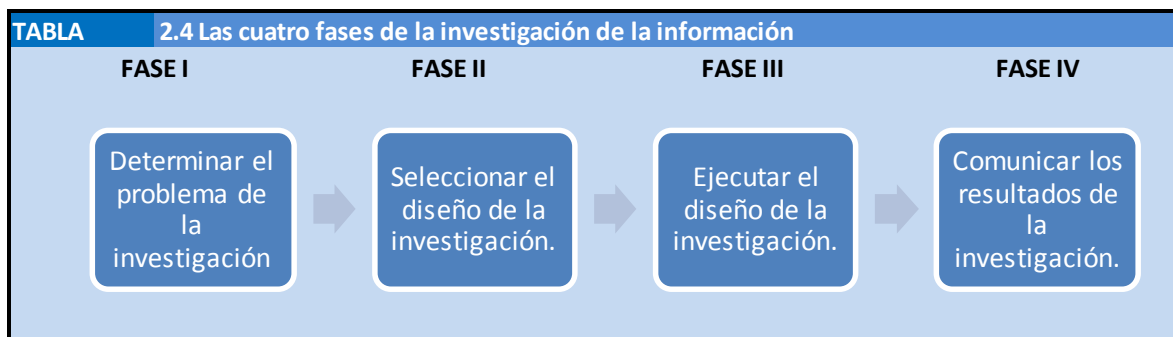 TABLA 2.4 Las cuatro fases de la investigación de la información
FASE I FASE II FASE III FASE IV
Determinar el
problema de
la
investigación
Seleccionar el
diseño de la
investigación.
Ejecutar el
diseño de la
investigación.
Comunicar los
resultados de
la
investigación.